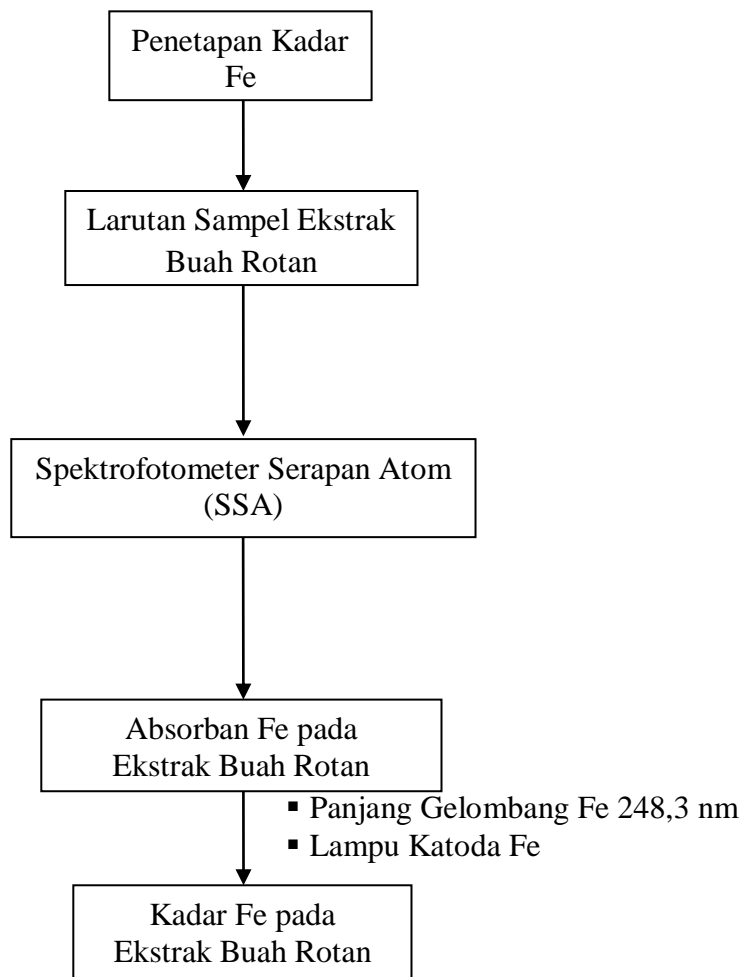 Penetapan Kadar
Fe
Larutan Sampel Ekstrak
Buah Rotan
Spektrofotometer Serapan Atom
(SSA)
Absorban Fe pada
Ekstrak Buah Rotan
▪ Panjang Gelombang Fe 248,3 nm
▪ Lampu Katoda Fe
Kadar Fe pada
Ekstrak Buah Rotan